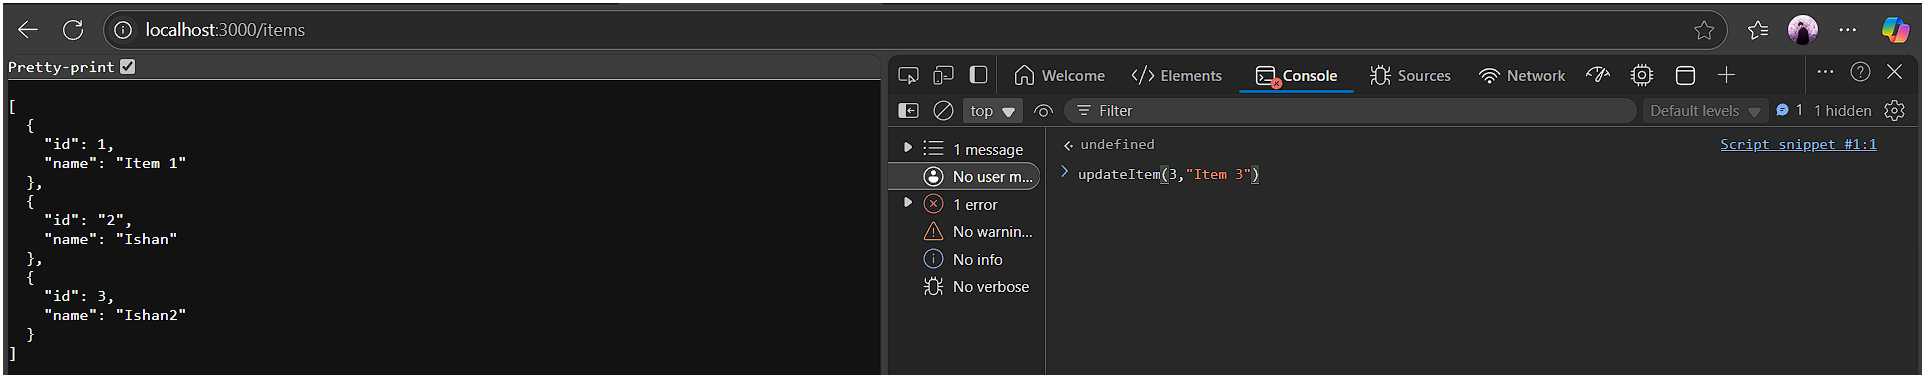 localhost:3000/items
Pretty-print
[
  {
    "id": 1,
    "name": "Item 1"
  },
  {
    "id": "2",
    "name": "Ishan"
  },
  {
    "id": 3,
    "name": "Ishan2"
  }
]
Welcome Elements Console Sources Network
top Filter Default levels 1 1 hidden
1 message
No user m...
1 error
No warnin...
No info
No verbose
undefined Script snippet #1:1
updateItem(3,"Item 3")